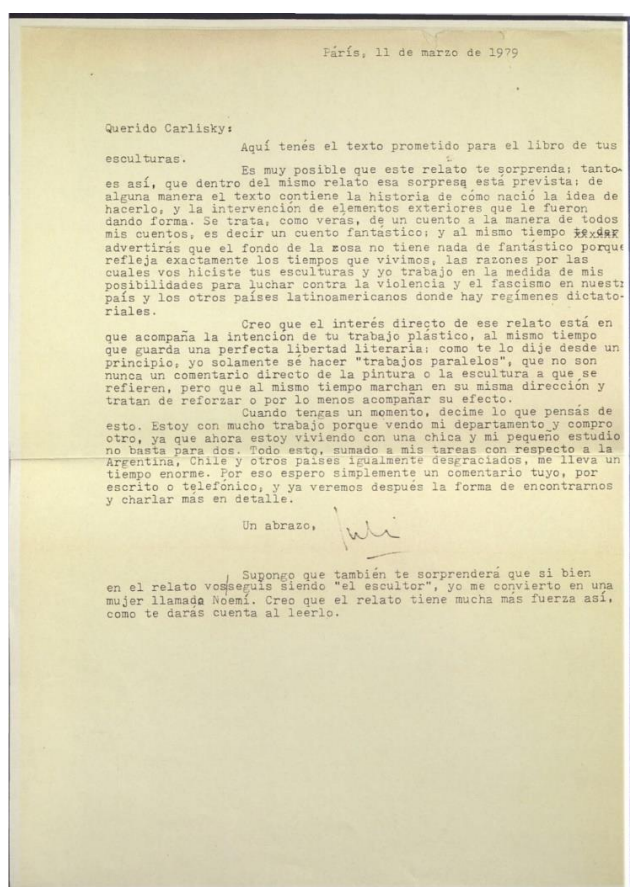 París, 11 de marzo de 1979
Querido Carlisky:
Aquí tenés el texto prometido para el libro de tus
esculturas.
Es muy posible que este relato te sorprenda; tanto
es así, que dentro del mismo relato esa sorpresa está prevista; de
alguna manera el texto contiene la historia de cómo nació la idea de
hacerlo, y la intervención de elementos exteriores que le fueron
dando forma. Se trata, como verás, de un cuento a la manera de todos
mis cuentos, es decir un cuento fantástico; y al mismo tiempo
advertirás que el fondo de la cosa no tiene nada de fantástico porque
refleja exactamente los tiempos que vivimos, las razones por las
cuales vos hiciste tus esculturas y yo trabajo en la medida de mis
posibilidades para luchar contra la violencia y el fascismo en nuestr
país y los otros países latinoamericanos donde hay regímenes dictato-
riales.
Creo que el interés directo de ese relato está en
que acompaña la intención de tu trabajo plástico, al mismo tiempo
que guarda una perfecta libertad literaria; como te lo dije desde un
principio, yo solamente sé hacer "trabajos paralelos", que no son
nunca un comentario directo de la pintura o la escultura a que se
refieren, pero que al mismo tiempo marchan en su misma dirección y
tratan de reforzar o por lo menos acompañar su efecto.
Cuando tengas un momento, decime lo que pensás de
esto. Estoy con mucho trabajo porque vendo mi departamento y compro
otro, ya que ahora estoy viviendo con una chica y mi pequeño estudio
no basta para dos. Todo esto, sumado a mis tareas con respecto a la
Argentina, Chile y otros países igualmente desgraciados, me lleva un
tiempo enorme. Por eso espero simplemente un comentario tuyo, por
escrito o telefónico, y ya veremos después la forma de encontrarnos
y charlar más en detalle.
Un abrazo,
Julio
Supongo que también te sorprenderá que si bien
en el relato vos seguís siendo "el escultor", yo me convierto en una
mujer llamada Noemí. Creo que el relato tiene mucha más fuerza así,
como te darás cuenta al leerlo.